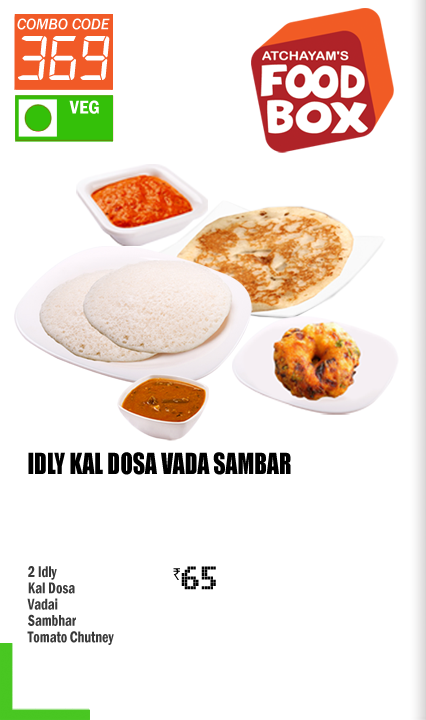 COMBO CODE
369
VEG
ATCHAYAM'S
FOOD
BOX
IDLY KAL DOSA VADA SAMBAR
2 Idly
Kal Dosa
Vadai
Sambhar
Tomato Chutney
₹65